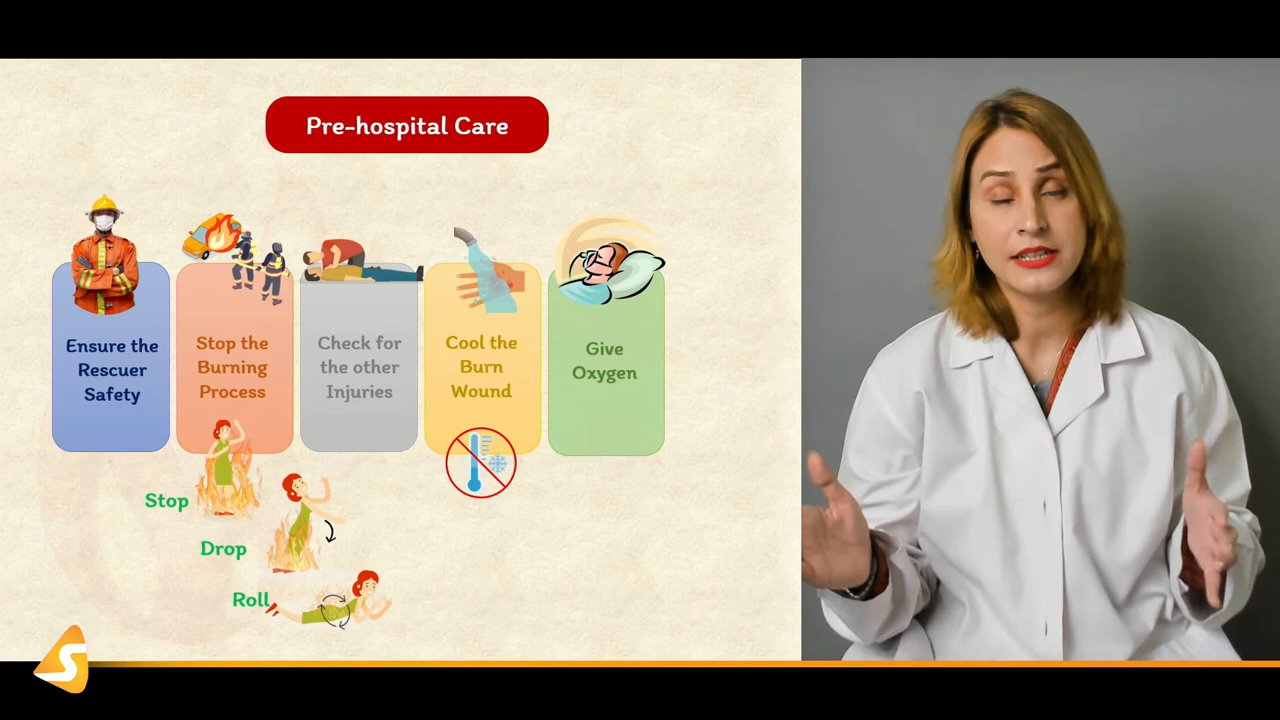 Pre-hospital Care
Ensure the
Rescuer
Safety
Stop the
Burning
Process
Check for
the other
Injuries
Cool the
Burn
Wound
Give
Oxygen
Stop
Drop
Roll
S